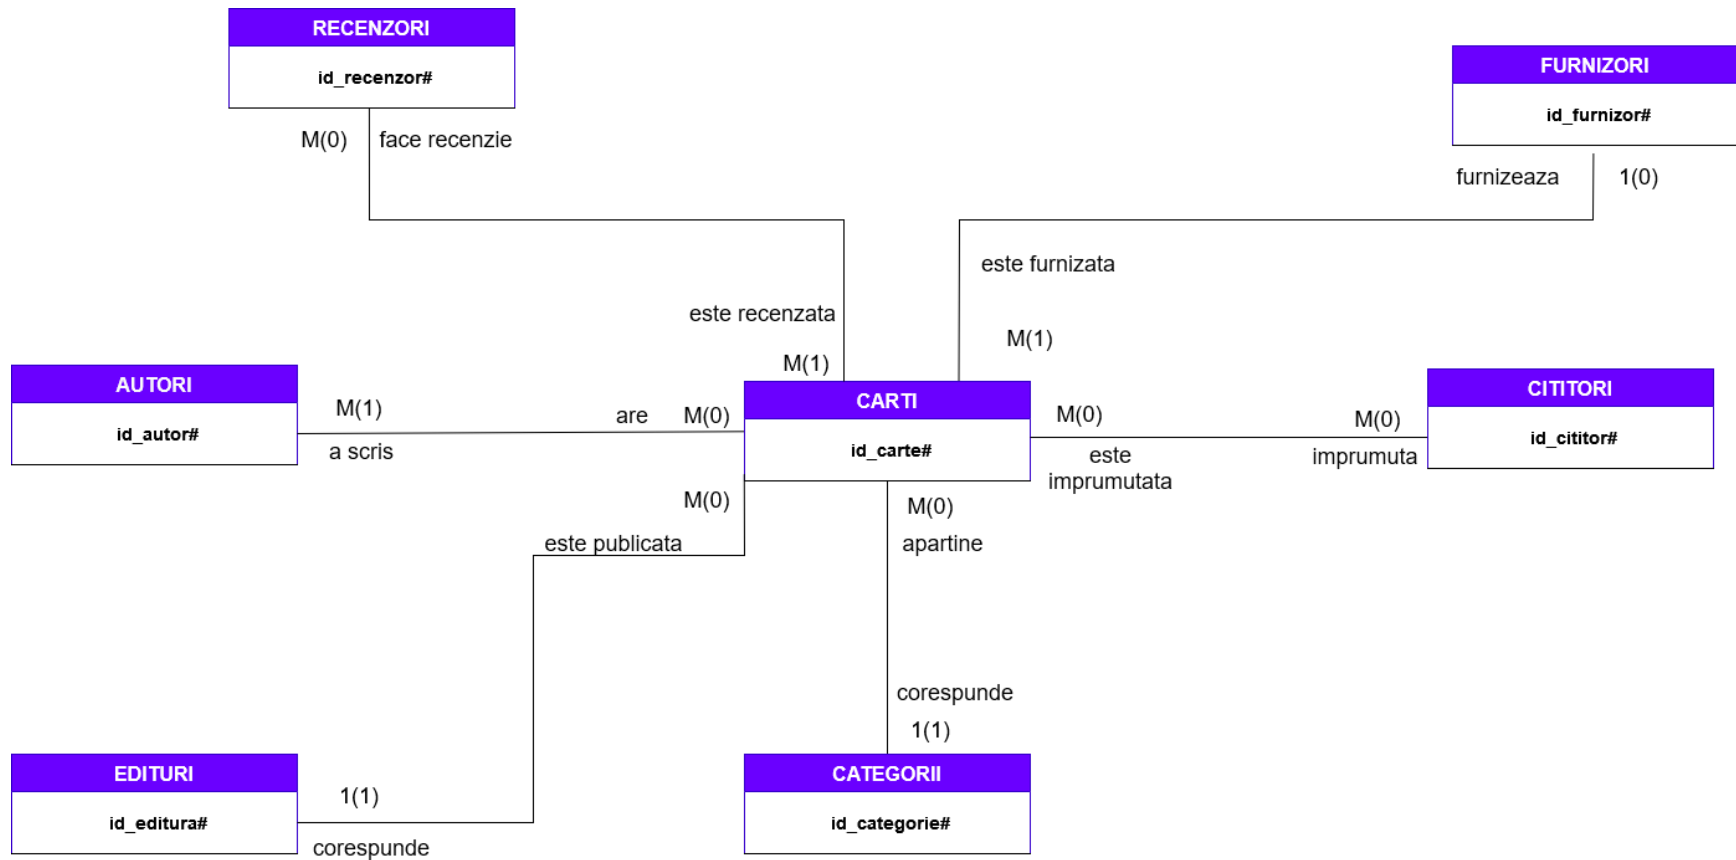 RECENZORI
id_recenzor#
M(0)
face recenzie
FURNIZORI
id_furnizor#
furnizeaza
1(0)
este furnizata
este recenzata
M(1)
M(1)
AUTORI
id_autor#
M(1)
a scris
are
M(0)
CARTI
id_carte#
M(0)
este
imprumutata
M(0)
imprumuta
CITITORI
id_cititor#
M(0)
este publicata
M(0)
apartine
corespunde
1(1)
EDITURI
id_editura#
1(1)
corespunde
CATEGORII
id_categorie#